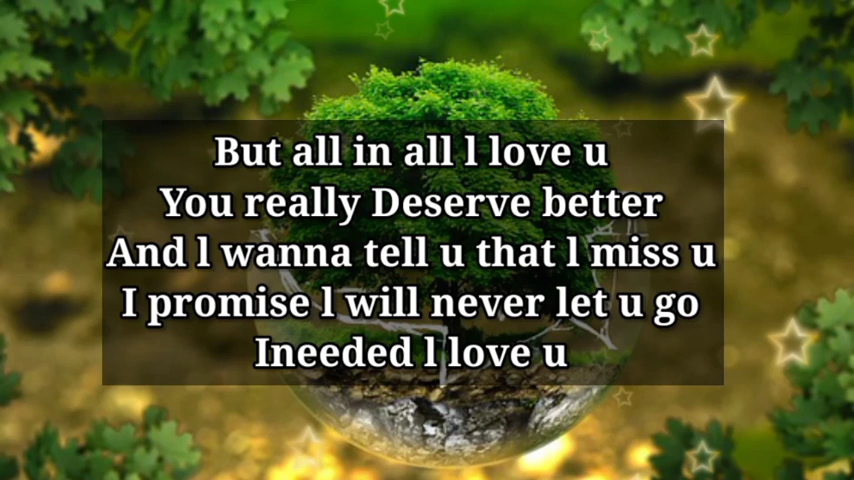 But all in all l love u
You really Deserve better
And l wanna tell u that l miss u
I promise l will never let u go
Ineeded l love u